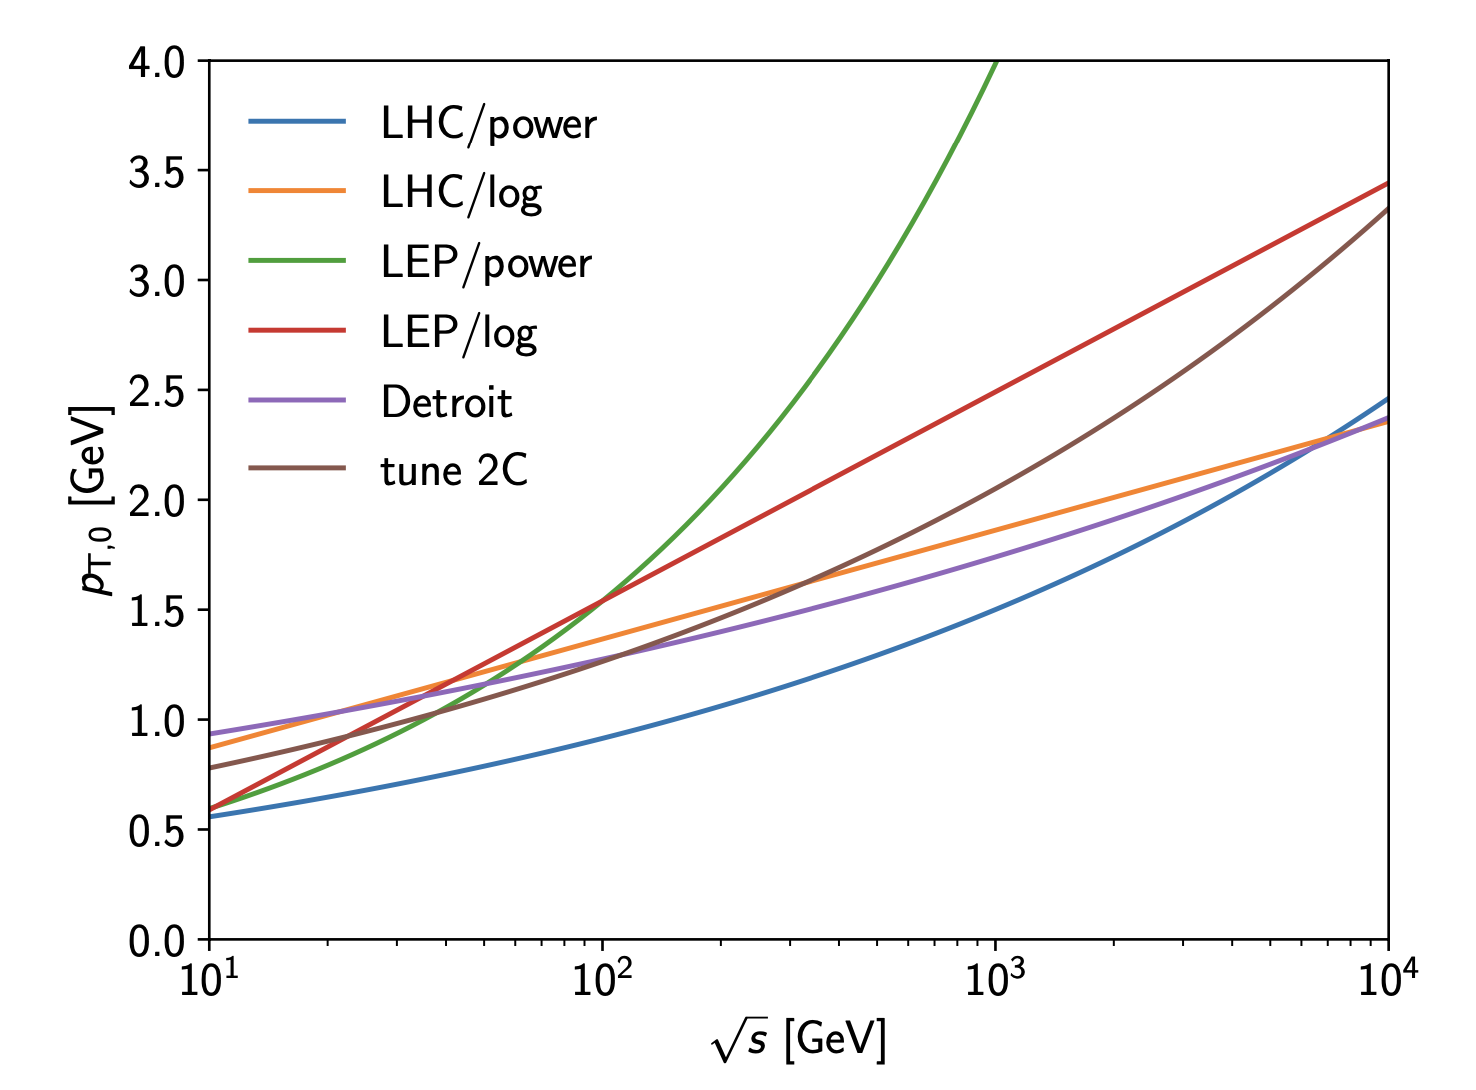 4.0
3.5
3.0
2.5
2.0
1.5
1.0
0.5
0.0
p_T,0 [GeV]
LHC/power
LHC/log
LEP/power
LEP/log
Detroit
tune 2C
10^1 10^2 10^3 10^4
√s [GeV]